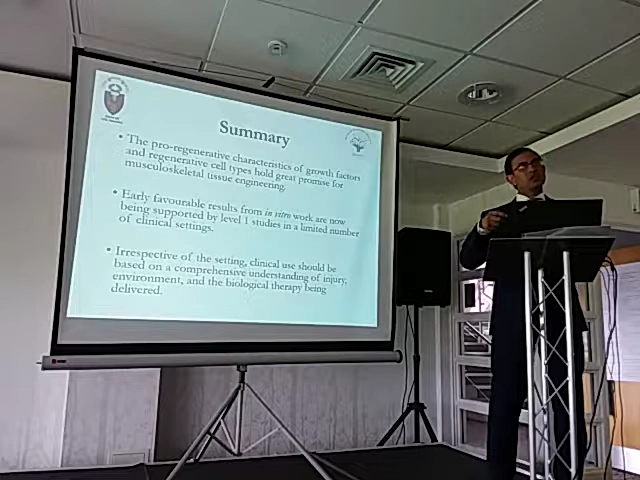 Summary
• The pro-regenerative characteristics of growth factors
and regenerative cell types hold great promise for
musculoskeletal tissue engineering.
• Early favourable results from in vitro work are now
being supported by level 1 studies in a limited number
of clinical settings.
• Irrespective of the setting, clinical use should be
based on a comprehensive understanding of injury,
environment, and the biological therapy being
delivered.